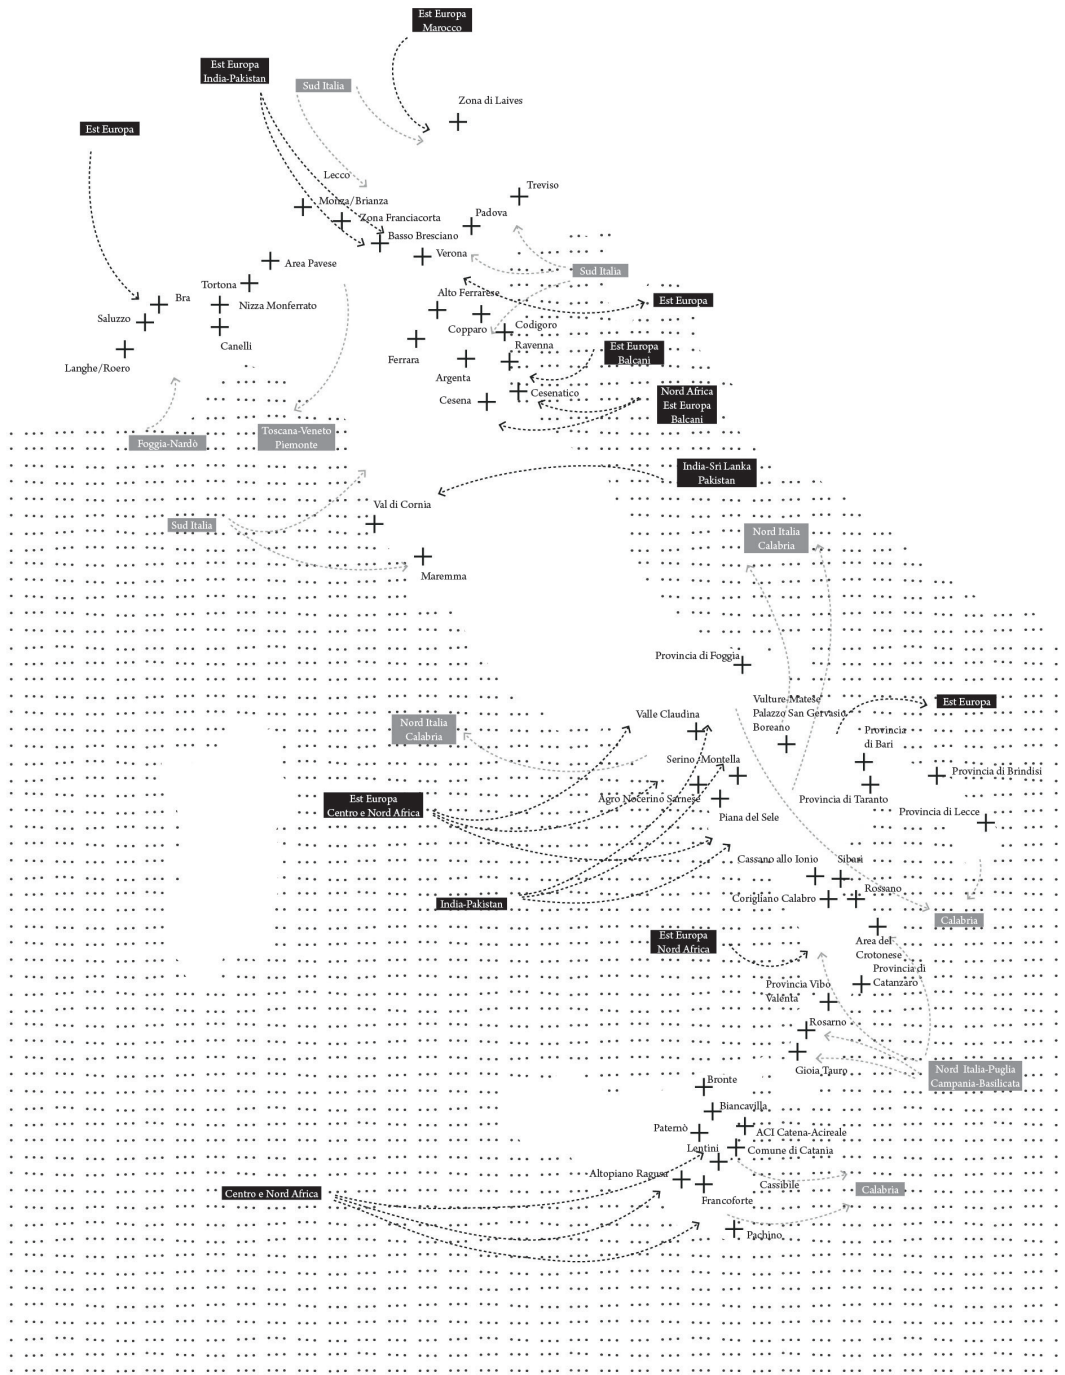 Est Europa
Marocco
Est Europa
India-Pakistan
Sud Italia
Zona di Laives
Est Europa
Lecco
Treviso
Monza/Brianza
Padova
Zona Franciacorta
Basso Bresciano
Verona
Area Pavese
Sud Italia
Tortona
Alto Ferrarese
Est Europa
Bra
Nizza Monferrato
Saluzzo
Copparo
Codigoro
Canelli
Ravenna
Est Europa
Balcani
Ferrara
Langhe/Roero
Argenta
Cesenatico
Cesena
Nord Africa
Est Europa
Balcani
Foggia-Nardò
Toscana-Veneto
Piemonte
India-Sri Lanka
Pakistan
Val di Cornia
Sud Italia
Nord Italia
Calabria
Maremma
Provincia di Foggia
Vulture-Matese
Palazzo San Gervasio
Boreano
Est Europa
Valle Claudina
Nord Italia
Calabria
Provincia
di Bari
Serino-Montella
Provincia di Brindisi
Agro Nocerino Sarnese
Provincia di Taranto
Est Europa
Centro e Nord Africa
Piana del Sele
Provincia di Lecce
Cassano allo Ionio
Sibari
Rossano
Corigliano Calabro
India-Pakistan
Calabria
Est Europa
Nord Africa
Area del
Crotonese
Provincia di
Catanzaro
Provincia Vibo
Valenta
Rosarno
Gioia Tauro
Nord Italia-Puglia
Campania-Basilicata
Bronte
Biancavilla
Paternò
ACI Catena-Acireale
Lentini
Comune di Catania
Altopiano Ragusa
Cassibile
Calabria
Centro e Nord Africa
Francoforte
Pachino